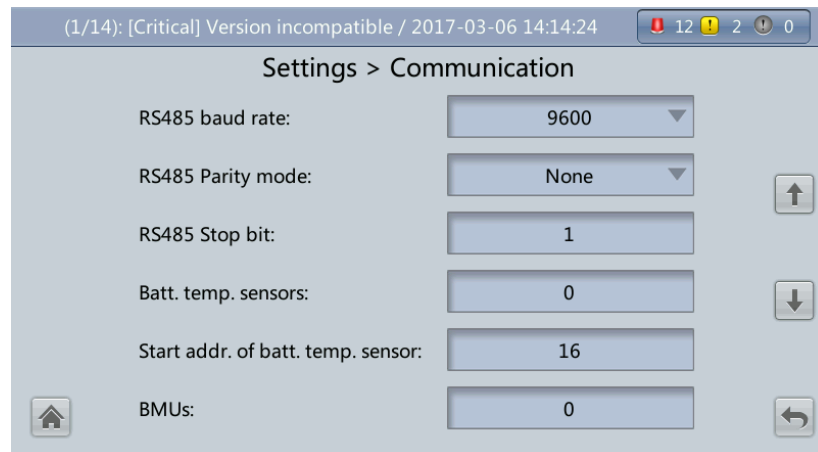 (1/14): [Critical] Version incompatible / 2017-03-06 14:14:24 12 ! 2 ! 0
Settings > Communication
RS485 baud rate: 9600
RS485 Parity mode: None
RS485 Stop bit: 1
Batt. temp. sensors: 0
Start addr. of batt. temp. sensor: 16
BMUs: 0